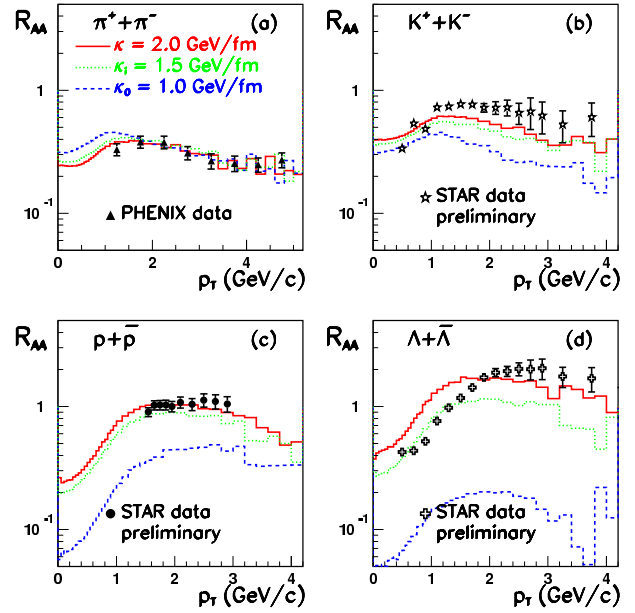 R_AA π⁺+π⁻ (a)
κ = 2.0 GeV/fm
κ₁ = 1.5 GeV/fm
κ₀ = 1.0 GeV/fm
1
10⁻¹
PHENIX data
0 2 4
p_T (GeV/c)
R_AA K⁺+K⁻ (b)
1
10⁻¹
STAR data
preliminary
0 1 2 3 4
p_T (GeV/c)
R_AA p+p̅ (c)
1
10⁻¹
STAR data
preliminary
0 1 2 3 4
p_T (GeV/c)
R_AA Λ+Λ̅ (d)
1
10⁻¹
STAR data
preliminary
0 1 2 3 4
p_T (GeV/c)